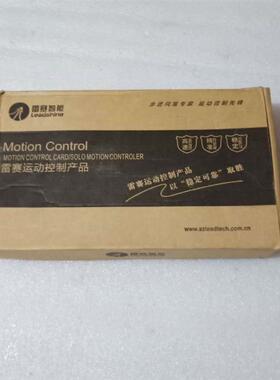 雷赛智能
Leadshine
步进伺服专家 运动控制先锋
Motion Control
MOTION CONTROL CARD/SOLO MOTION CONTROLER
雷赛运动控制产品
雷赛运动控制产品
以“稳定可靠”取胜
www.szleadtech.com.cn